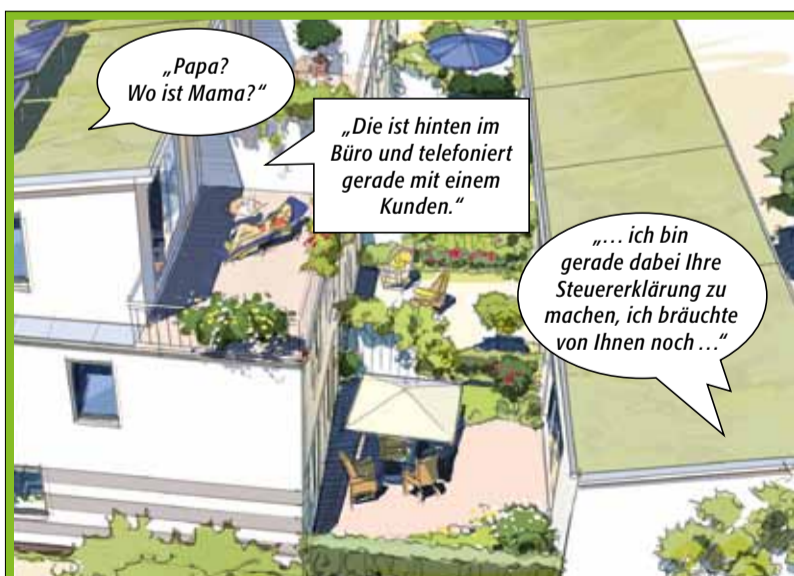 „Papa?
Wo ist Mama?“
„Die ist hinten im
Büro und telefoniert
gerade mit einem
Kunden.“
„... ich bin
gerade dabei Ihre
Steuererklärung zu
machen, ich bräuchte
von Ihnen noch ...“